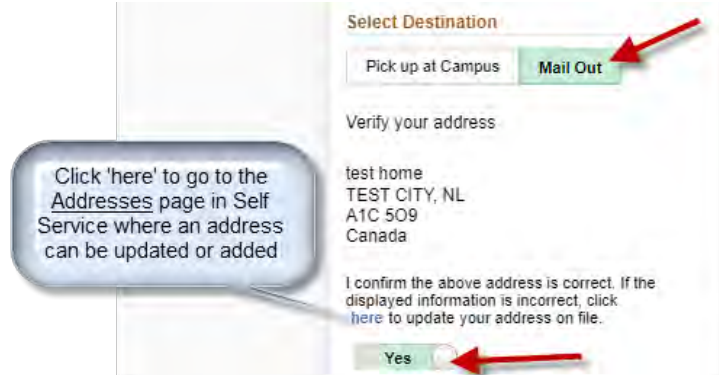 Select Destination
Pick up at Campus
Mail Out
Verify your address
Click 'here' to go to the
Addresses page in Self
Service where an address
can be updated or added
test home
TEST CITY, NL
A1C 5O9
Canada
I confirm the above address is correct. If the
displayed information is incorrect, click
here to update your address on file.
Yes